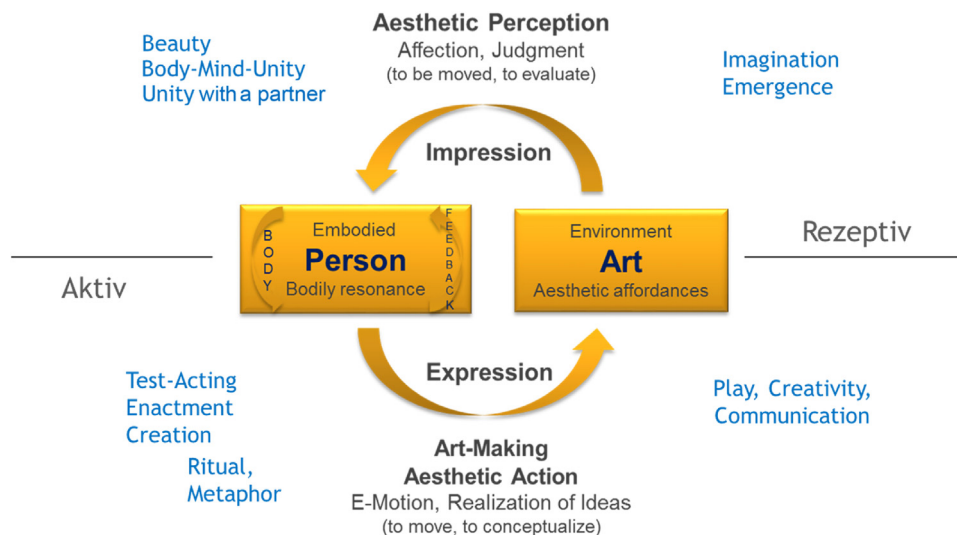 Aesthetic Perception
Affection, Judgment
(to be moved, to evaluate)
Beauty
Body-Mind-Unity
Unity with a partner
Imagination
Emergence
Impression
BODY
Embodied
Person
Bodily resonance
FEEDBACK
Environment
Art
Aesthetic affordances
Rezeptiv
Aktiv
Expression
Test-Acting
Enactment
Creation
Ritual,
Metaphor
Play, Creativity,
Communication
Art-Making
Aesthetic Action
E-Motion, Realization of Ideas
(to move, to conceptualize)